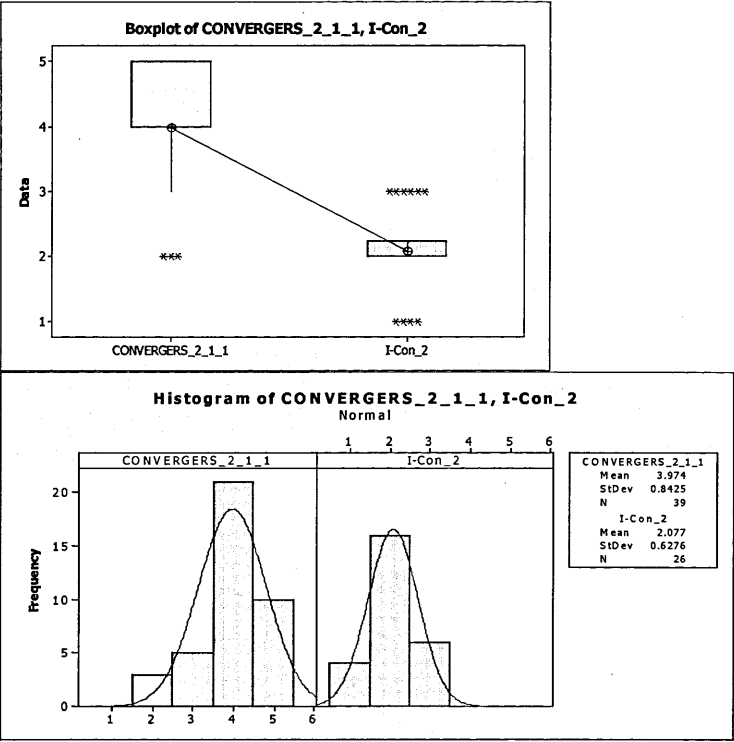 Boxplot of CONVERGERS_2_1_1, I-Con_2
5
4
3
2
1
Data
CONVERGERS_2_1_1 I-Con_2
Histogram of CONVERGERS_2_1_1, I-Con_2
Normal
1 2 3 4 5 6
CONVERGERS_2_1_1 I-Con_2
20
15
10
5
0
Frequency
1 2 3 4 5 6
CONVERGERS_2_1_1
Mean 3.974
StDev 0.8425
N 39
I-Con_2
Mean 2.077
StDev 0.6276
N 26